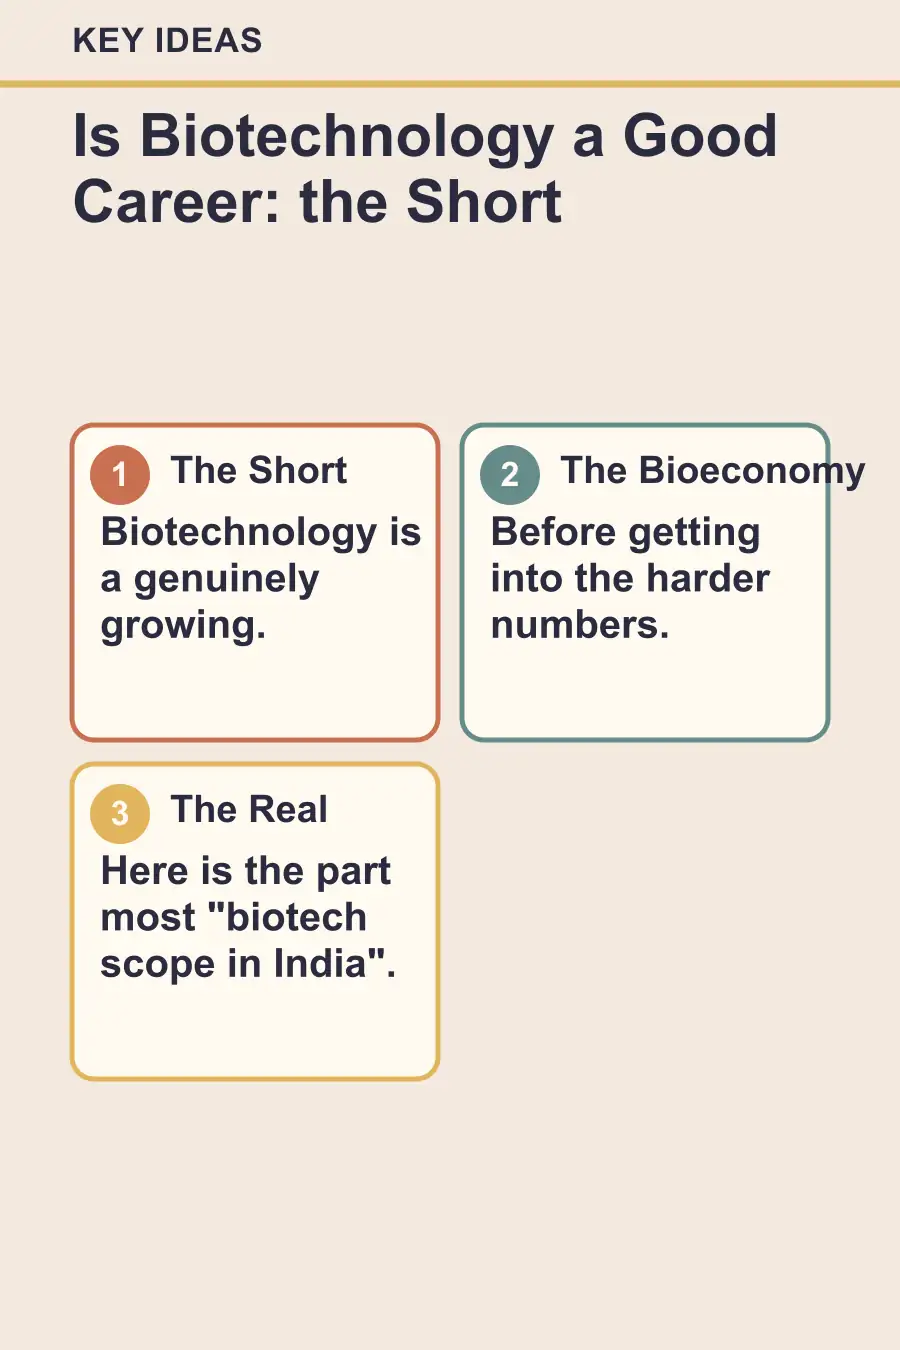 KEY IDEAS
Is Biotechnology a Good
Career: the Short
1 The Short
Biotechnology is
a genuinely
growing.
2 The Bioeconomy
Before getting
into the harder
numbers.
3 The Real
Here is the part
most "biotech
scope in India".